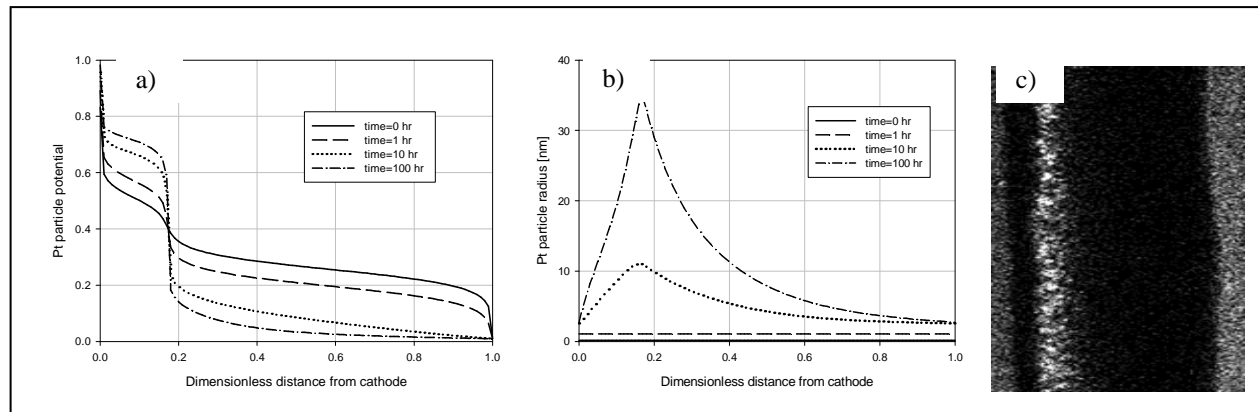 a)
Pt particle potential
1.0
0.8
0.6
0.4
0.2
0.0
time=0 hr
time=1 hr
time=10 hr
time=100 hr
0.0 0.2 0.4 0.6 0.8 1.0
Dimensionless distance from cathode
b)
Pt particle radius [nm]
40
30
20
10
0
time=0 hr
time=1 hr
time=10 hr
time=100 hr
0.0 0.2 0.4 0.6 0.8 1.0
Dimensionless distance from cathode
c)